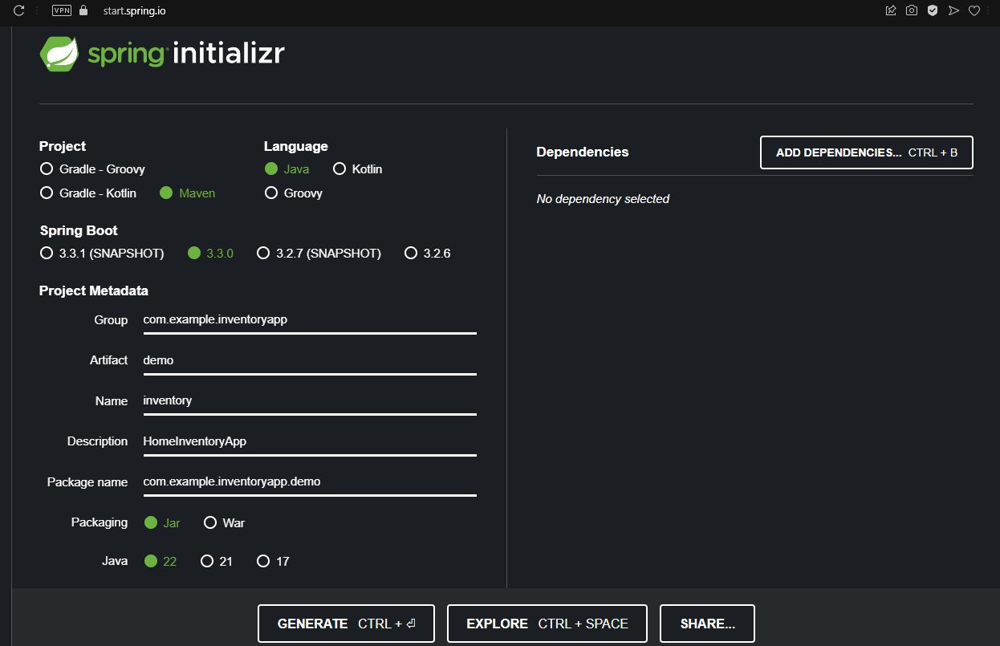 VPN start.spring.io
spring initializr
Project
Gradle - Groovy
Gradle - Kotlin Maven
Language
Java Kotlin
Groovy
Spring Boot
3.3.1 (SNAPSHOT) 3.3.0 3.2.7 (SNAPSHOT) 3.2.6
Project Metadata
Group com.example.inventoryapp
Artifact demo
Name inventory
Description HomeInventoryApp
Package name com.example.inventoryapp.demo
Packaging Jar War
Java 22 21 17
Dependencies ADD DEPENDENCIES... CTRL + B
No dependency selected
GENERATE CTRL + ⏎ EXPLORE CTRL + SPACE SHARE...